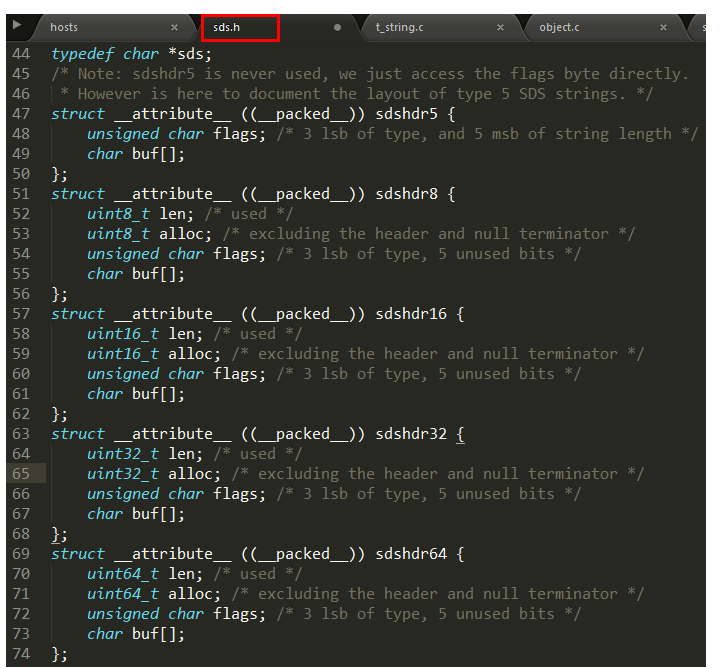 hosts × sds.h t_string.c × object.c ×
44 typedef char *sds;
45 /* Note: sdshdr5 is never used, we just access the flags byte directly.
46  * However is here to document the layout of type 5 SDS strings. */
47 struct __attribute__ ((__packed__)) sdshdr5 {
48     unsigned char flags; /* 3 lsb of type, and 5 msb of string length */
49     char buf[];
50 };
51 struct __attribute__ ((__packed__)) sdshdr8 {
52     uint8_t len; /* used */
53     uint8_t alloc; /* excluding the header and null terminator */
54     unsigned char flags; /* 3 lsb of type, 5 unused bits */
55     char buf[];
56 };
57 struct __attribute__ ((__packed__)) sdshdr16 {
58     uint16_t len; /* used */
59     uint16_t alloc; /* excluding the header and null terminator */
60     unsigned char flags; /* 3 lsb of type, 5 unused bits */
61     char buf[];
62 };
63 struct __attribute__ ((__packed__)) sdshdr32 {
64     uint32_t len; /* used */
65     uint32_t alloc; /* excluding the header and null terminator */
66     unsigned char flags; /* 3 lsb of type, 5 unused bits */
67     char buf[];
68 };
69 struct __attribute__ ((__packed__)) sdshdr64 {
70     uint64_t len; /* used */
71     uint64_t alloc; /* excluding the header and null terminator */
72     unsigned char flags; /* 3 lsb of type, 5 unused bits */
73     char buf[];
74 };